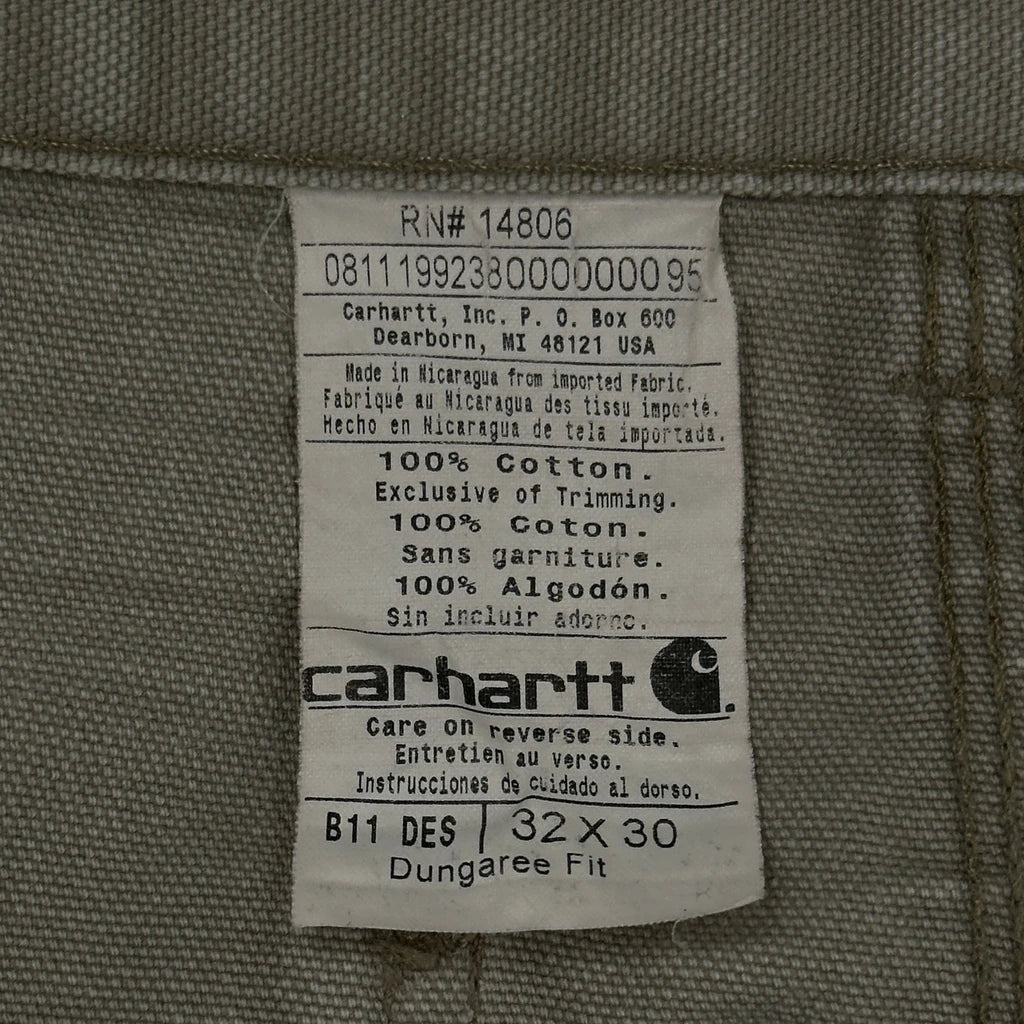 RN# 14806
0811199238000000095
Carhartt, Inc. P. O. Box 600
Dearborn, MI 48121 USA
Made in Nicaragua from imported Fabric.
Fabriqué au Nicaragua des tissu importé.
Hecho en Nicaragua de tela importada.
100% Cotton.
Exclusive of Trimming.
100% Coton.
Sans garniture.
100% Algodón.
Sin incluir adorno.
carhartt
Care on reverse side.
Entretien au verso.
Instrucciones de cuidado al dorso.
B11 DES | 32 X 30
Dungaree Fit